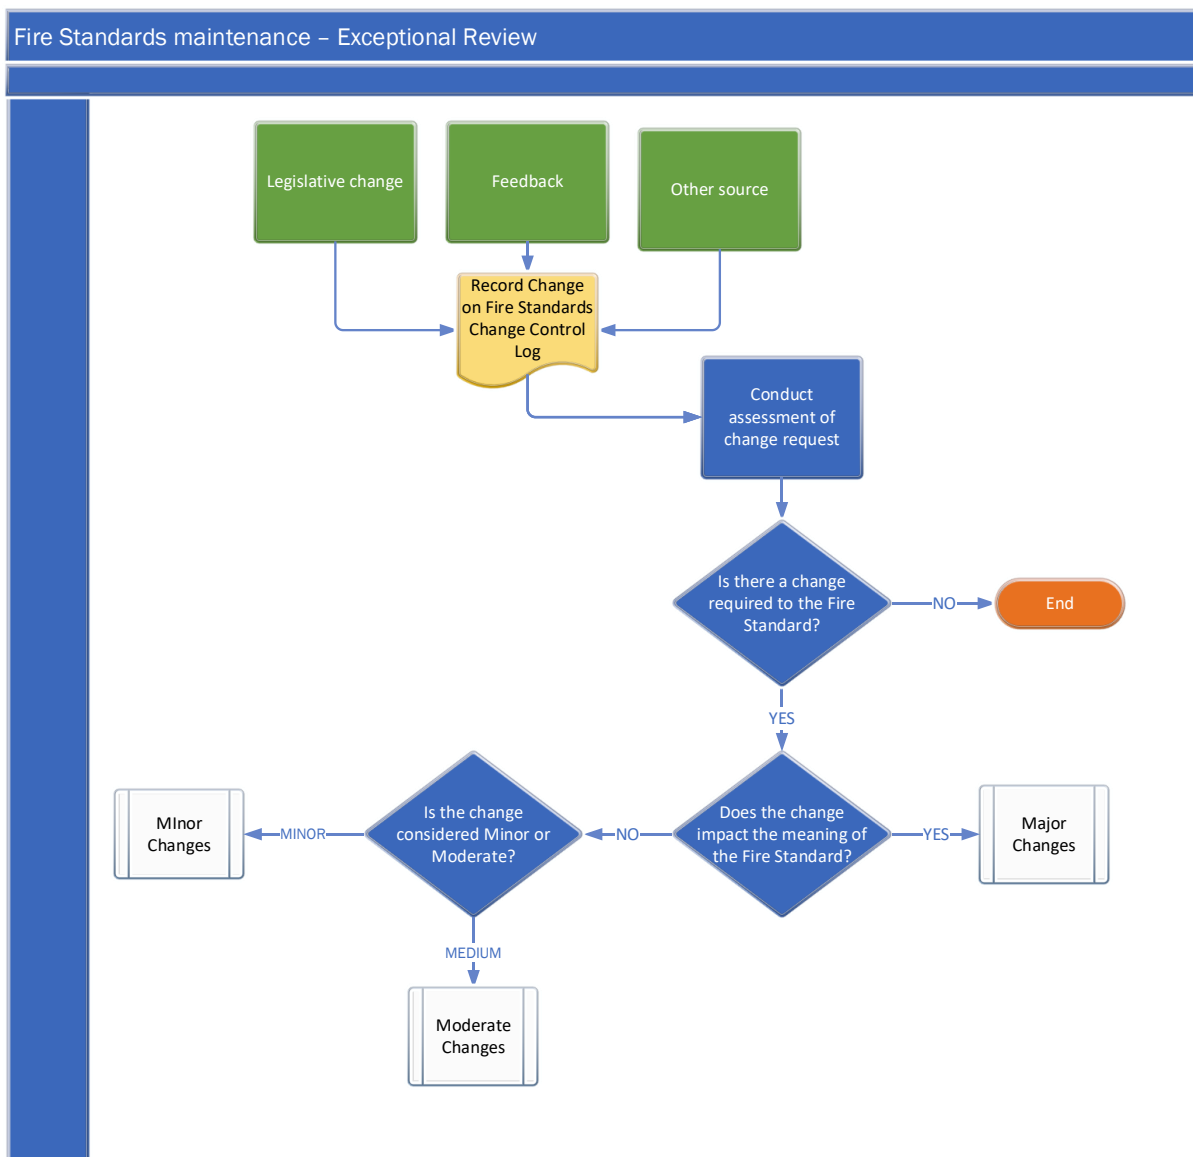 Fire Standards maintenance – Exceptional Review
Legislative change
Feedback
Other source
Record Change
on Fire Standards
Change Control
Log
Conduct
assessment of
change request
Is there a change
required to the Fire
Standard?
NO
End
YES
Does the change
impact the meaning of
the Fire Standard?
YES
Major
Changes
NO
Is the change
considered Minor or
Moderate?
MINOR
MInor
Changes
MEDIUM
Moderate
Changes